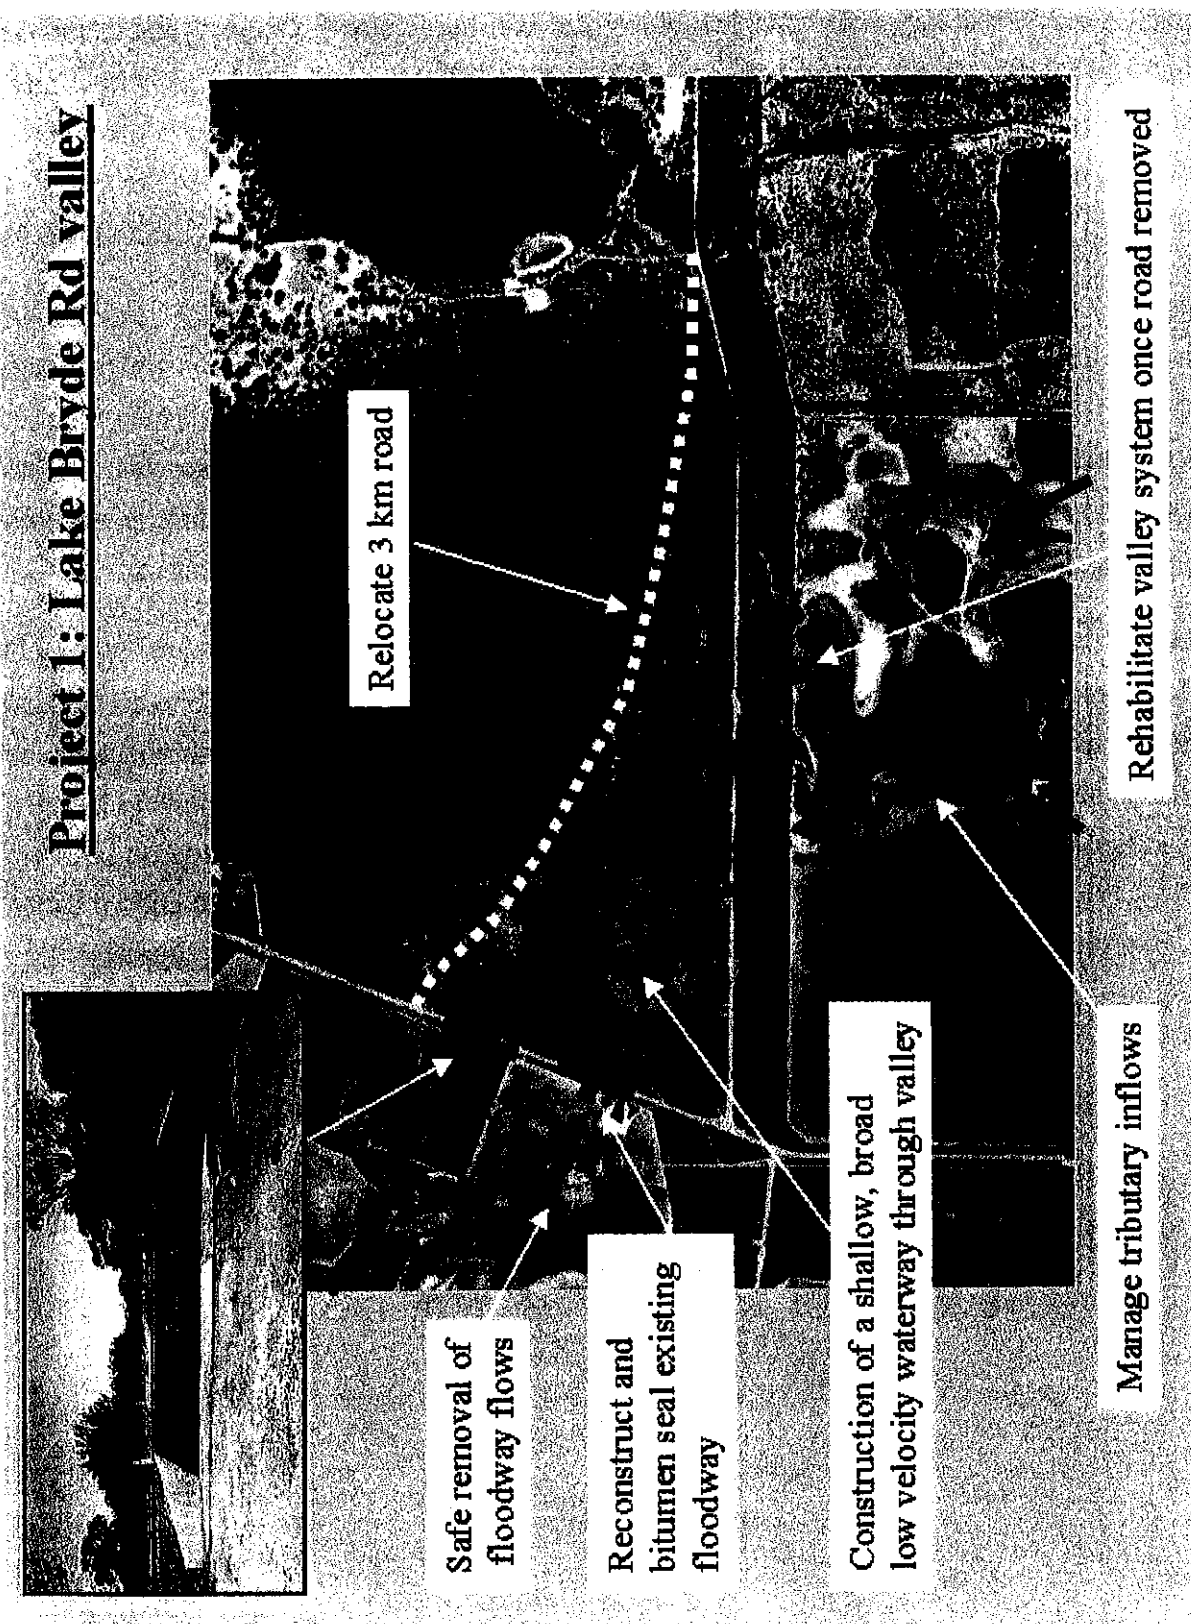 Project 1: Lake Bryde Rd valley
Relocate 3 km road
Safe removal of
floodway flows
Reconstruct and
bitumen seal existing
floodway
Construction of a shallow, broad
low velocity waterway through valley
Manage tributary inflows
Rehabilitate valley system once road removed